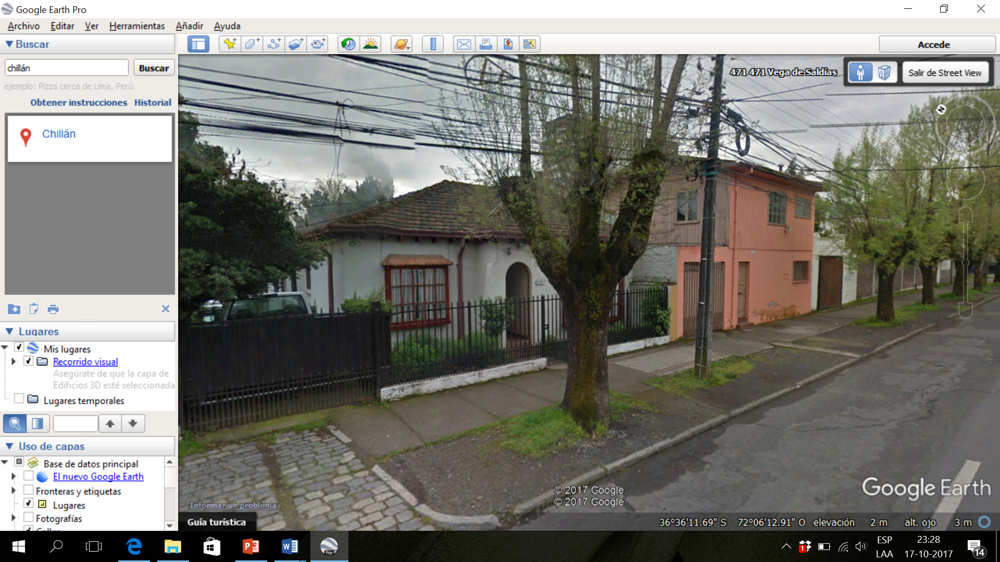 Google Earth Pro
Archivo Editar Ver Herramientas Añadir Ayuda
Buscar
Accede
chillán Buscar
ejemplo: Pizza cerca de Lima, Perú
Obtener instrucciones Historial
Chillán
471 471 Vega de Saldías
Salir de Street View
N
Lugares
Mis lugares
Recorrido visual
Asegúrate de que la capa de
Edificios 3D esté seleccionada
Lugares temporales
Uso de capas
Base de datos principal
El nuevo Google Earth
Fronteras y etiquetas
Lugares
Fotografías
© 2017 Google
© 2017 Google
Google Earth
Informar un problema
Guía turística
36°36'11.69" S 72°06'12.91" O elevación 2 m alt. ojo 3 m
Pro
1
ESP
LAA
23:28
17-10-2017
14